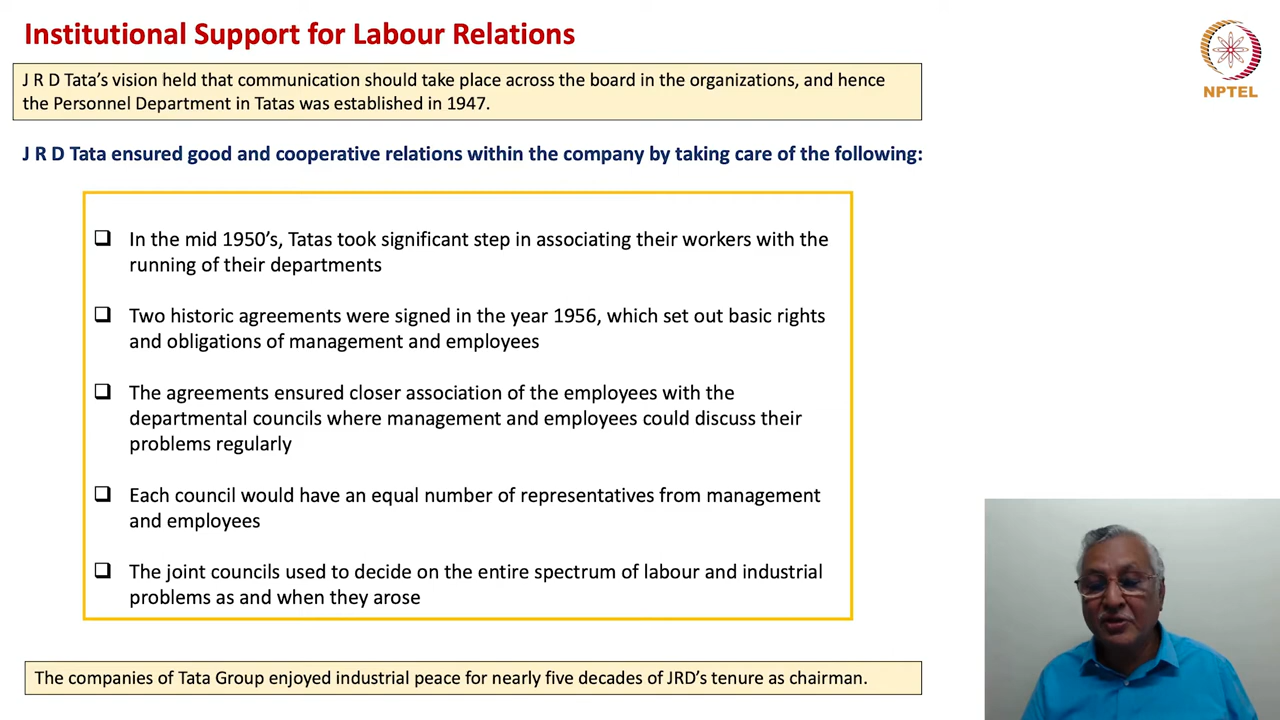 Institutional Support for Labour Relations
NPTEL
J R D Tata’s vision held that communication should take place across the board in the organizations, and hence
the Personnel Department in Tatas was established in 1947.
J R D Tata ensured good and cooperative relations within the company by taking care of the following:
❑ In the mid 1950’s, Tatas took significant step in associating their workers with the
running of their departments
❑ Two historic agreements were signed in the year 1956, which set out basic rights
and obligations of management and employees
❑ The agreements ensured closer association of the employees with the
departmental councils where management and employees could discuss their
problems regularly
❑ Each council would have an equal number of representatives from management
and employees
❑ The joint councils used to decide on the entire spectrum of labour and industrial
problems as and when they arose
The companies of Tata Group enjoyed industrial peace for nearly five decades of JRD’s tenure as chairman.